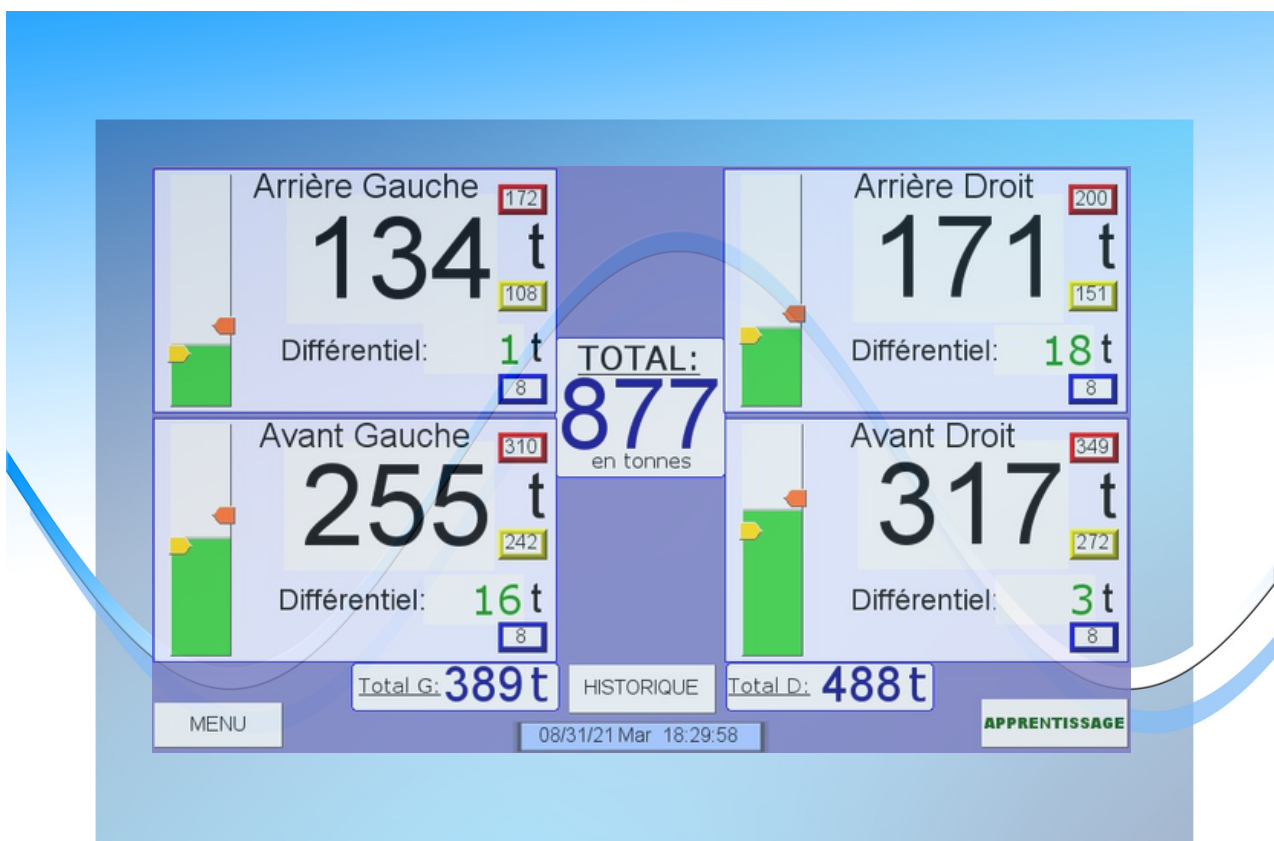 Arrière Gauche
172
134 t
108
Différentiel: 1 t
8
Arrière Droit
200
171 t
151
Différentiel: 18 t
8
TOTAL:
877
en tonnes
Avant Gauche
310
255 t
242
Différentiel: 16 t
8
Avant Droit
349
317 t
272
Différentiel: 3 t
8
Total G: 389 t
HISTORIQUE
Total D: 488 t
MENU
08/31/21 Mar 18:29:58
APPRENTISSAGE